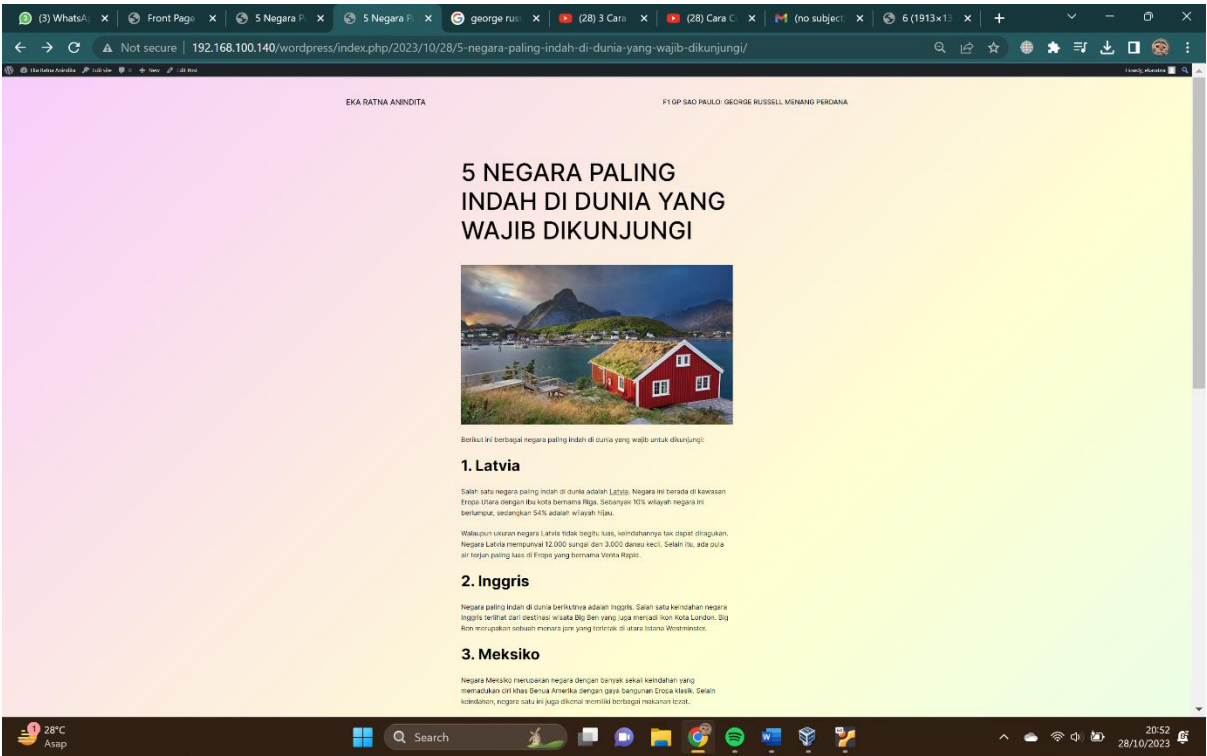 (3) WhatsA
Front Page
5 Negara P
5 Negara P
george rus
(28) 3 Cara
(28) Cara C
(no subject
6 (1913×13
Not secure | 192.168.100.140/wordpress/index.php/2023/10/28/5-negara-paling-indah-di-dunia-yang-wajib-dikunjungi/
Eka Ratna Anindita Edit site New Edit Post
EKA RATNA ANINDITA
F1 GP SAO PAULO: GEORGE RUSSELL MENANG PERDANA
5 NEGARA PALING
INDAH DI DUNIA YANG
WAJIB DIKUNJUNGI
Berikut ini berbagai negara paling indah di dunia yang wajib untuk dikunjungi:
1. Latvia
Salah satu negara paling indah di dunia adalah Latvia. Negara ini berada di kawasan
Eropa Utara dengan ibu kota bernama Riga. Sebanyak 10% wilayah negara ini
berlumpur, sedangkan 54% adalah wilayah hijau.
Walaupun ukuran negara Latvia tidak begitu luas, keindahannya tak dapat diragukan.
Negara Latvia mempunyai 12.000 sungai dan 3.000 danau kecil. Selain itu, ada pula
air terjun paling luas di Eropa yang bernama Venta Rapid.
2. Inggris
Negara paling indah di dunia berikutnya adalah Inggris. Salah satu keindahan negara
Inggris terlihat dari destinasi wisata Big Ben yang juga menjadi ikon Kota London. Big
Ben merupakan sebuah menara jam yang terletak di utara Istana Westminster.
3. Meksiko
Negara Meksiko merupakan negara dengan banyak sekali keindahan yang
memadukan ciri khas Benua Amerika dengan gaya bangunan Eropa klasik. Selain
keindahan, negara satu ini juga dikenal memiliki berbagai makanan lezat.
1
28°C
Asap
Search
20:52
28/10/2023